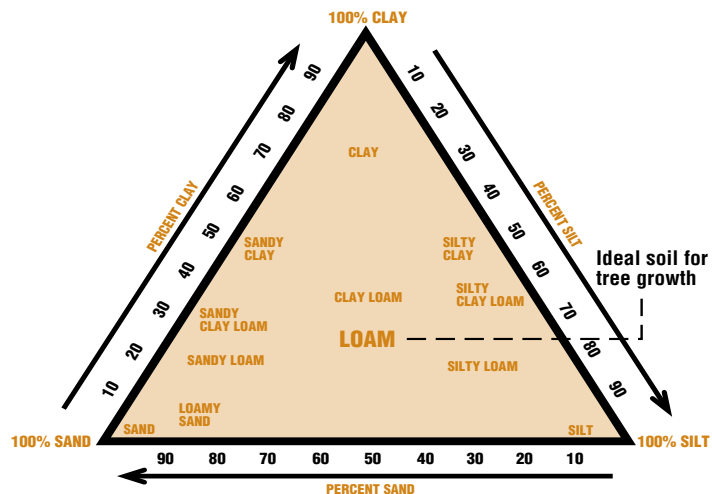 100% CLAY
90
80
70
60
50
40
30
20
10
PERCENT CLAY
10
20
30
40
50
60
70
80
90
PERCENT SILT
CLAY
SANDY
CLAY
SILTY
CLAY
Ideal soil for
tree growth
CLAY LOAM
SILTY
CLAY LOAM
SANDY
CLAY LOAM
LOAM
SANDY LOAM
SILTY LOAM
LOAMY
SAND
SAND
SILT
100% SAND
100% SILT
90
80
70
60
50
40
30
20
10
PERCENT SAND